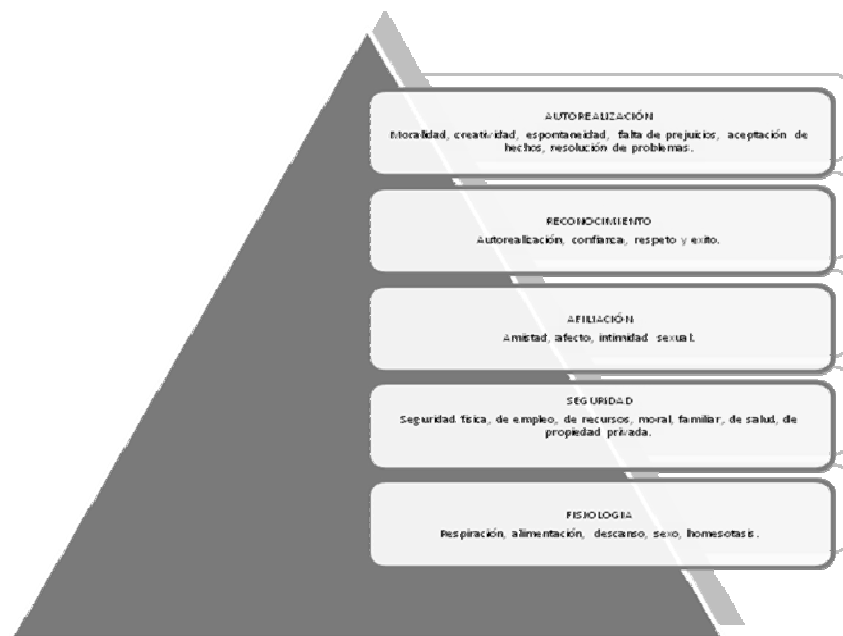 AUTOREALIZACIÓN
Moralidad, creatividad, espontaneidad, falta de prejuicios, aceptación de
hechos, resolución de problemas.
RECONOCIMIENTO
Autorealización, confianza, respeto y exito.
AFILIACIÓN
Amistad, afecto, intimidad sexual.
SEGURIDAD
Seguridad fisica, de empleo, de recursos, moral, familiar, de salud, de
propiedad privada.
FISIOLOGIA
Respiración, alimentación, descanso, sexo, homesotasis.